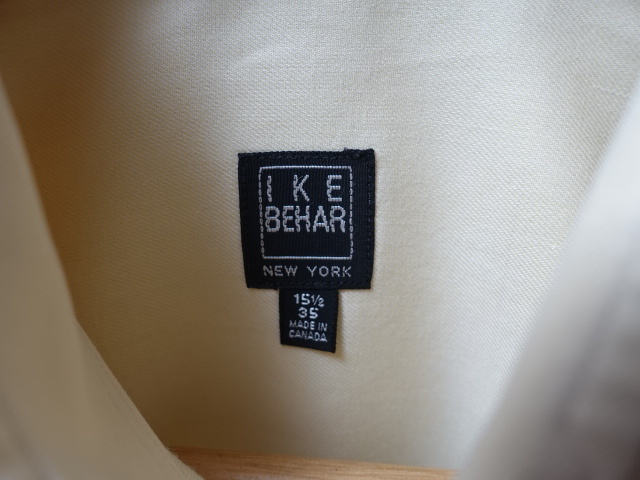 IKE
BEHAR
NEW YORK
15½
35
MADE IN
CANADA